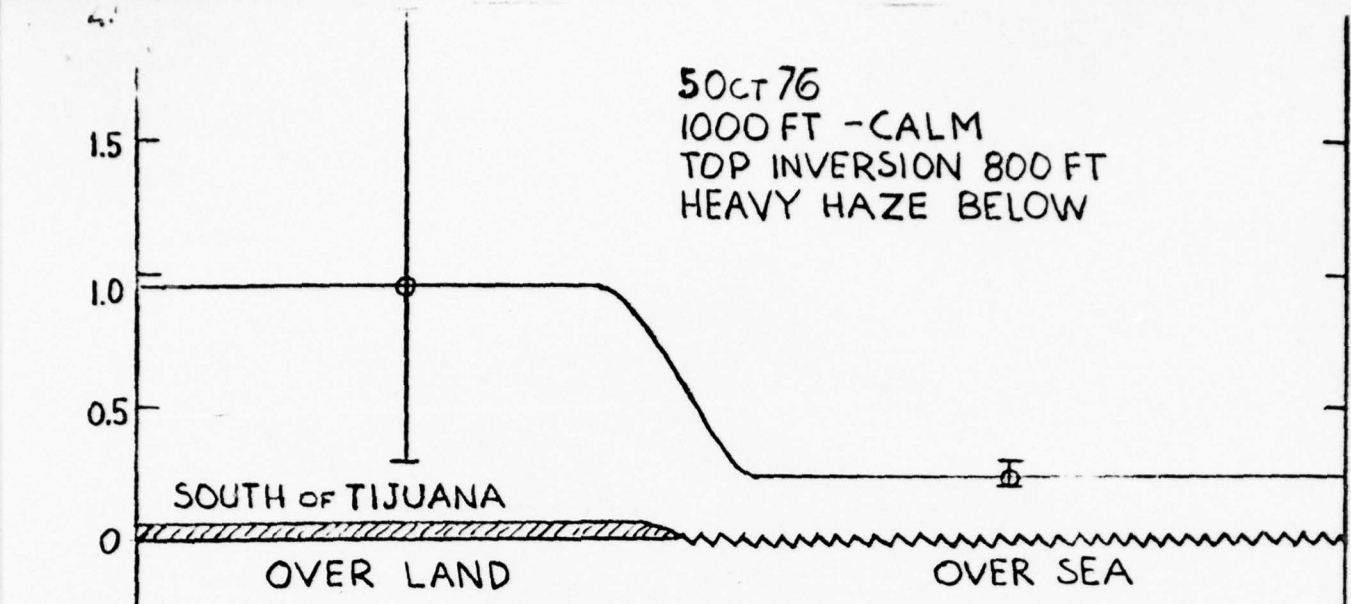 5 OCT 76
1000 FT - CALM
TOP INVERSION 800 FT
HEAVY HAZE BELOW
1.5
1.0
0.5
SOUTH OF TIJUANA
0
OVER LAND
OVER SEA